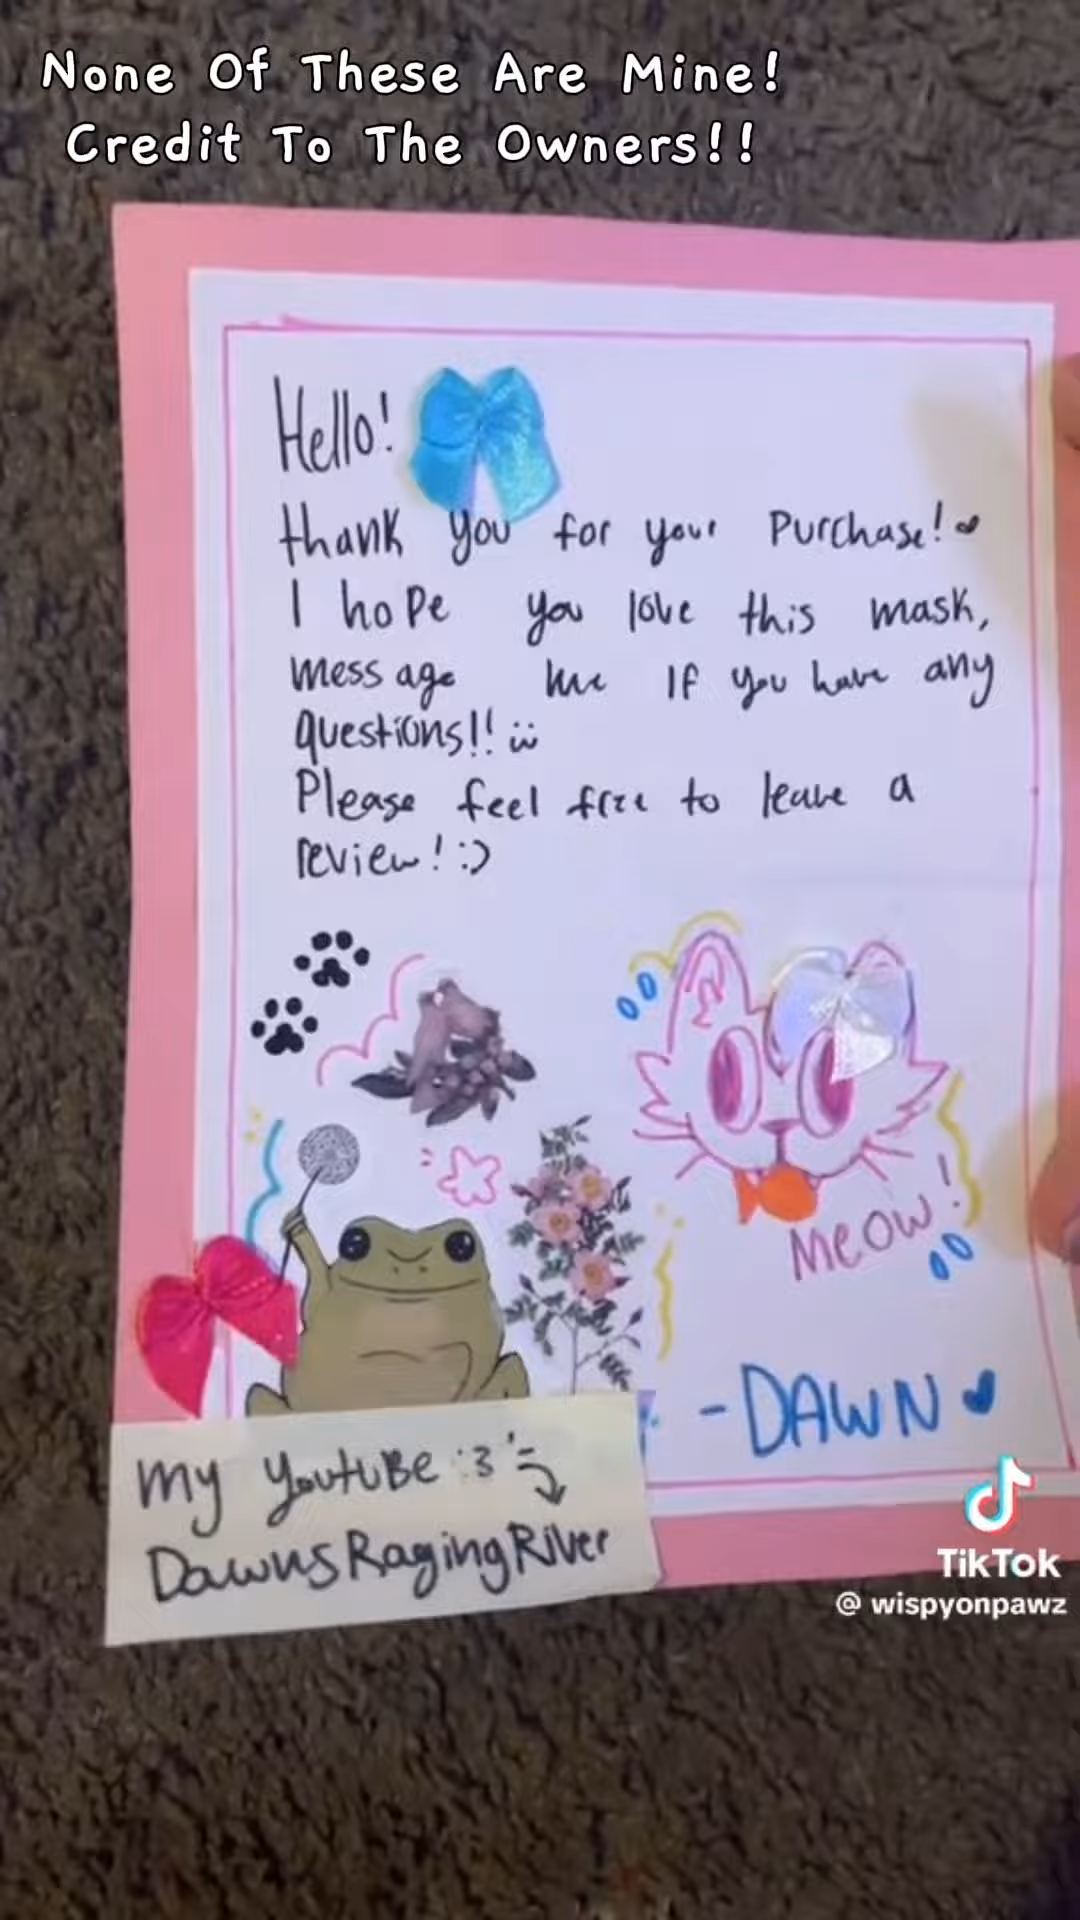 None Of These Are Mine!
Credit To The Owners!!
Hello!
thank you for your Purchase!
I hope you love this mask,
message me If you have any
questions!! ü
Please feel free to leave a
review! :)
Meow!
-DAWN
my YoutuBe :3
DawnsRagingRiver
TikTok
@ wispyonpawz